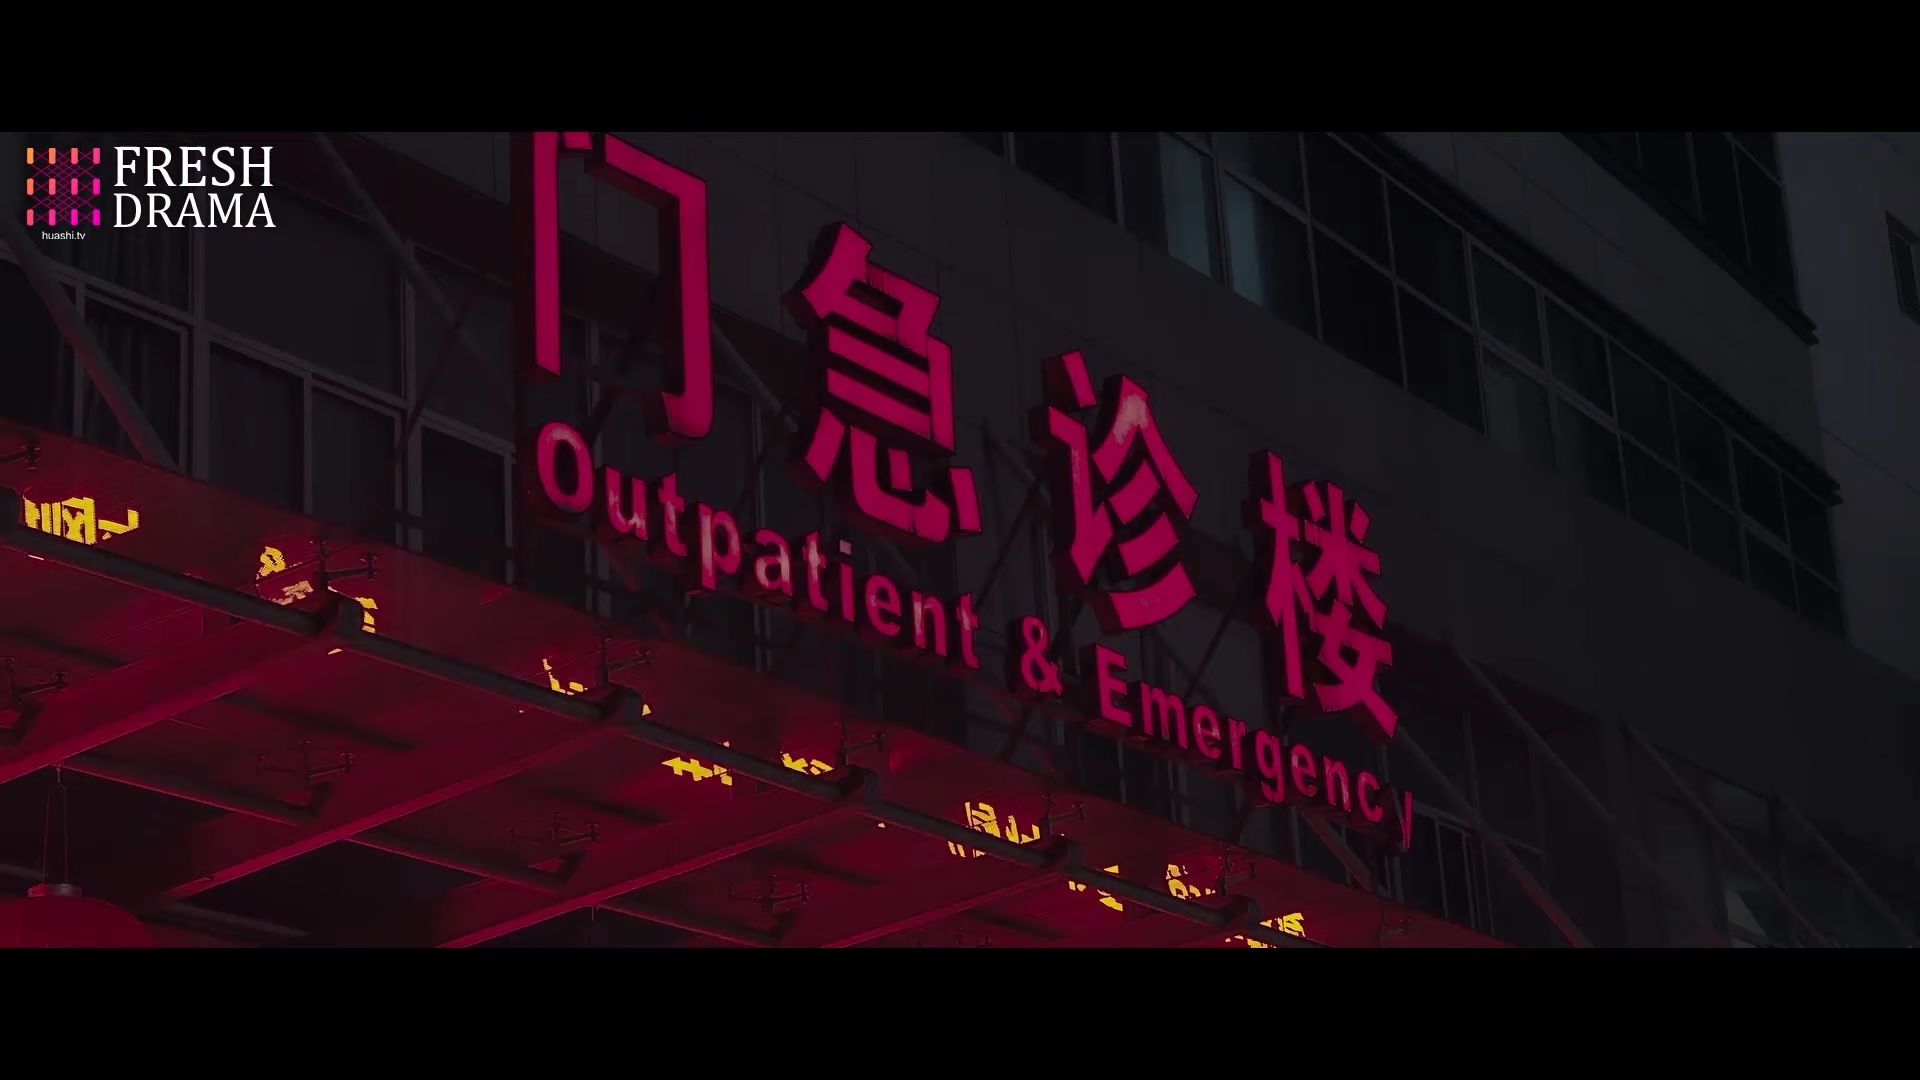 FRESH
DRAMA
huashi.tv
门急诊楼
Outpatient & Emergency